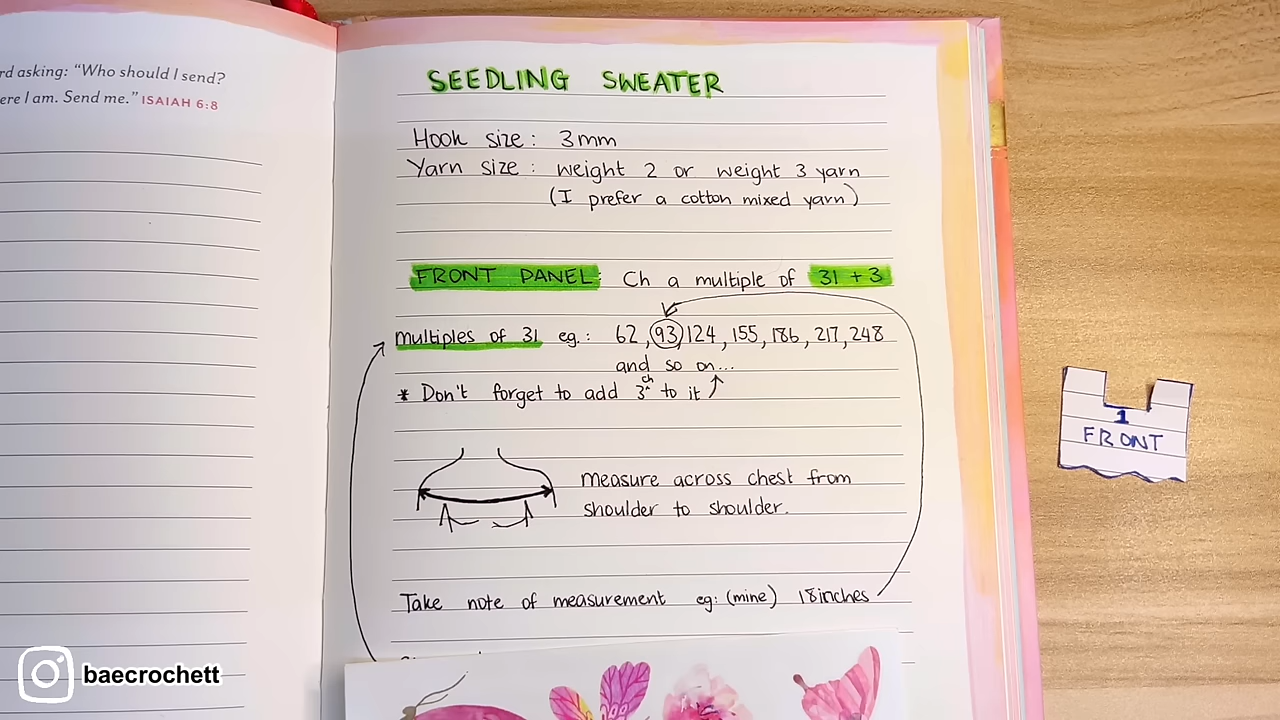 rd asking: “Who should I send?
ere I am. Send me.” ISAIAH 6:8
SEEDLING SWEATER
Hook size: 3mm
Yarn size: weight 2 or weight 3 yarn
(I prefer a cotton mixed yarn)
FRONT PANEL: Ch a multiple of 31 + 3
multiples of 31 eg.: 62, 93, 124, 155, 186, 217, 248
and so on...
* Don't forget to add 3 ch to it
measure across chest from
shoulder to shoulder.
Take note of measurement eg: (mine) 18inches
1
FRONT
baecrochett